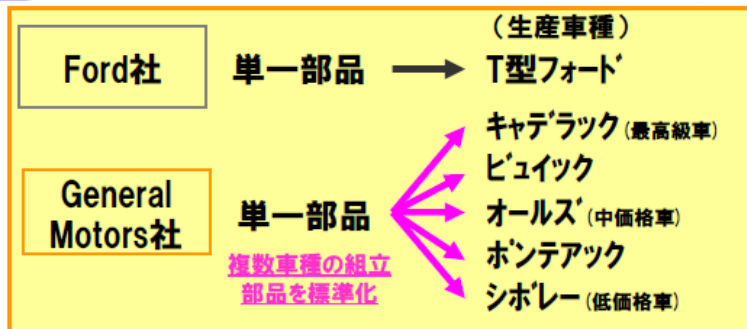 （生産車種）
Ford社 単一部品 T型フォード
キャデラック（最高級車）
ビュイック
General Motors社 単一部品 オールズ（中価格車）
複数車種の組立
部品を標準化
ポンテアック
シボレー（低価格車）